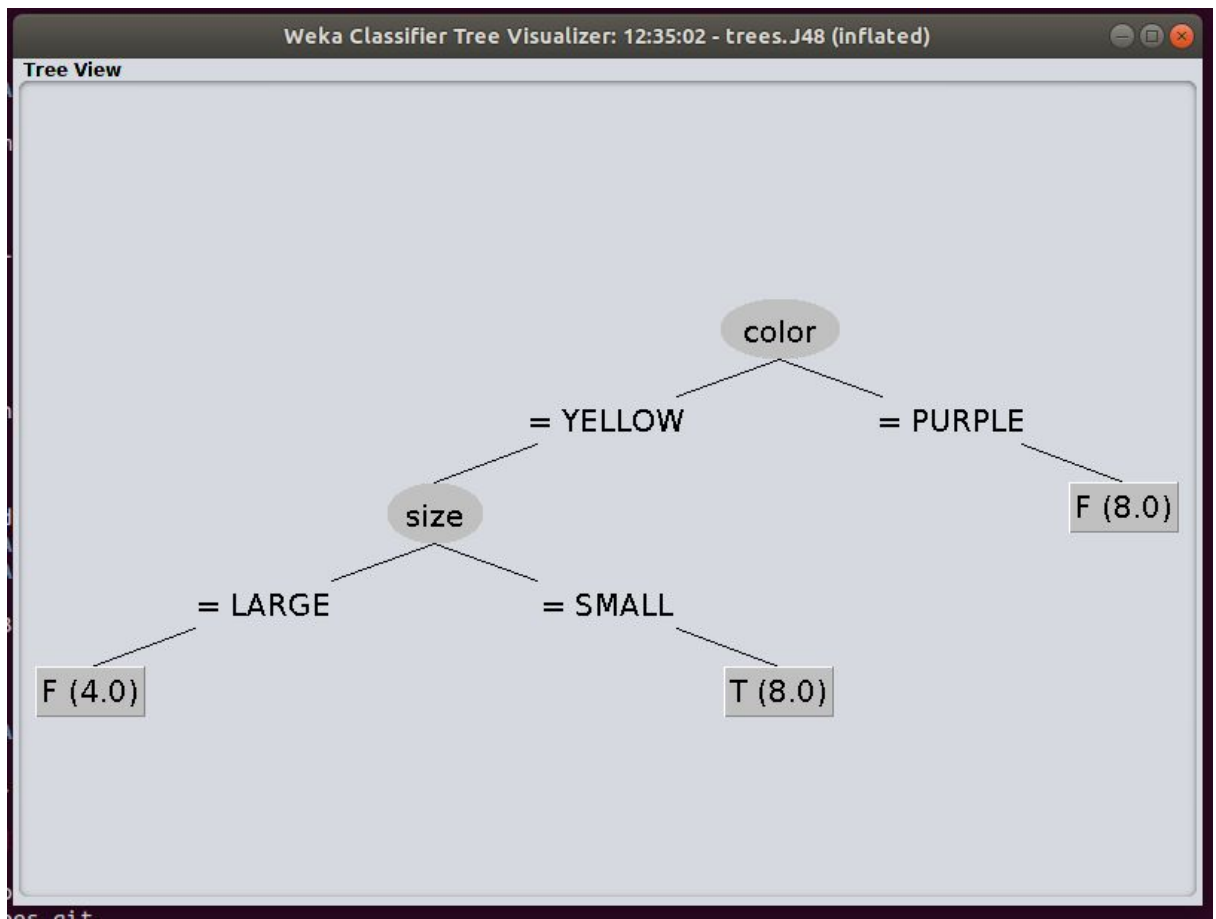 Weka Classifier Tree Visualizer: 12:35:02 - trees.J48 (inflated)
Tree View
color
= YELLOW
= PURPLE
size
F (8.0)
= LARGE
= SMALL
F (4.0)
T (8.0)